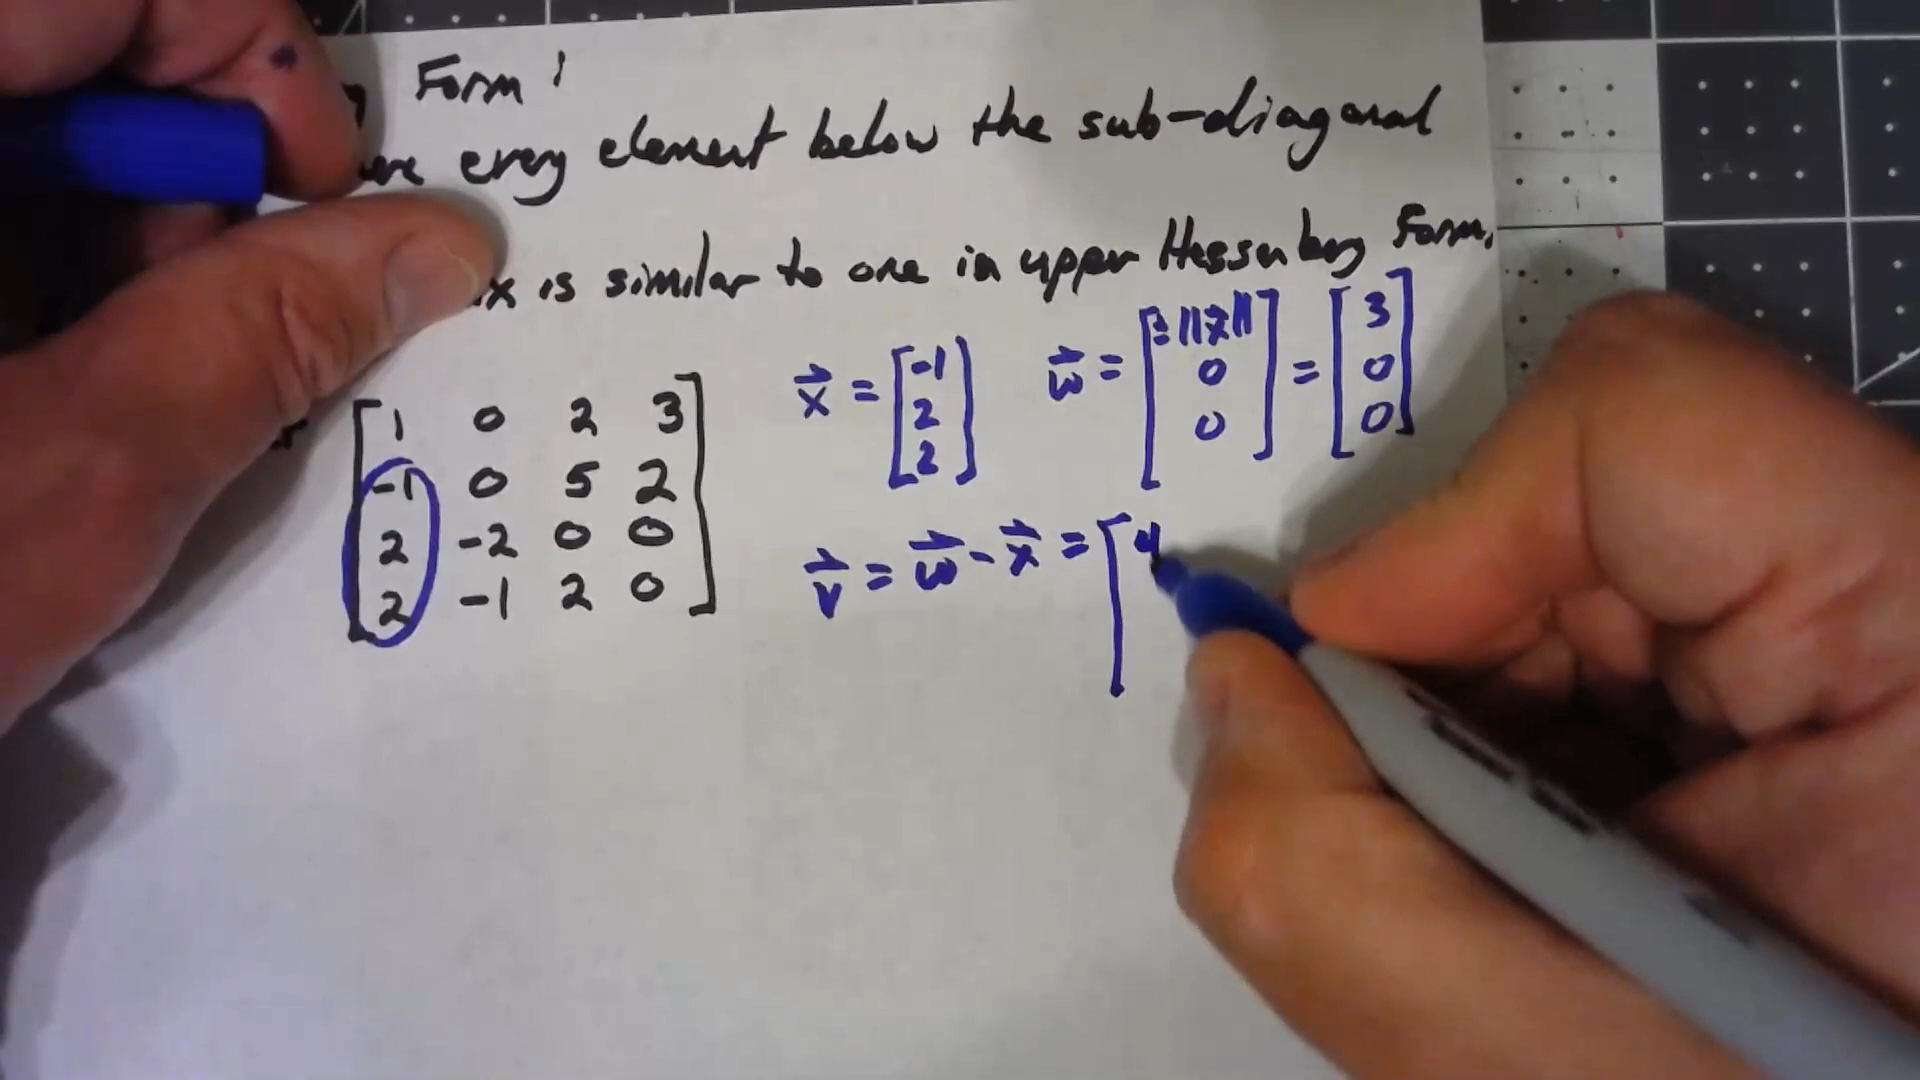 Form
every element below the sub-diagonal
is similar to one in upper Hessenberg Form.
[1 0 2 3
-1 0 5 2
2 -2 0 0
2 -1 2 0]
x⃗ = [-1 2 2]
w⃗ = [±||x⃗|| 0 0] = [3 0 0]
v⃗ = w⃗ - x⃗ = [4